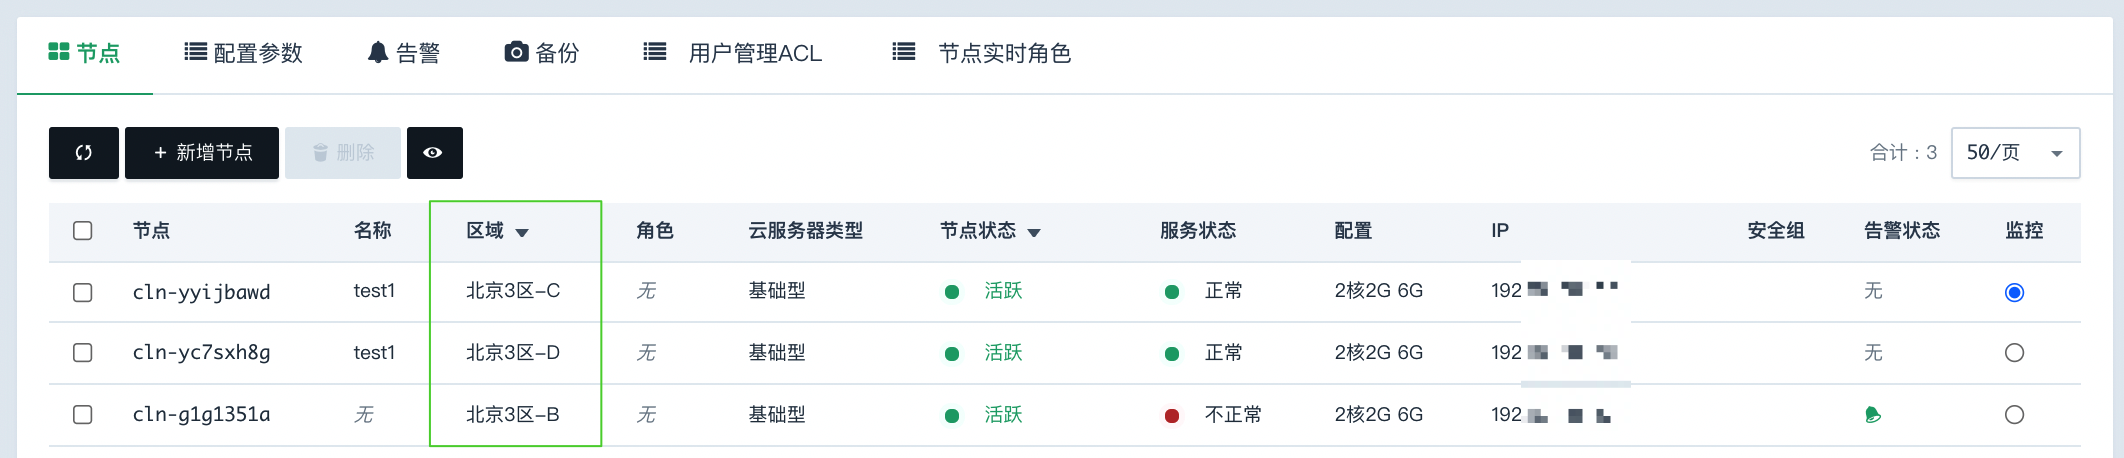 节点 配置参数 告警 备份 用户管理ACL 节点实时角色
+ 新增节点 删除 合计：3 50/页
节点 名称 区域 角色 云服务器类型 节点状态 服务状态 配置 IP 安全组 告警状态 监控
cln-yyijbawd test1 北京3区-C 无 基础型 活跃 正常 2核2G 6G 192 无
cln-yc7sxh8g test1 北京3区-D 无 基础型 活跃 正常 2核2G 6G 192 无
cln-g1g1351a 无 北京3区-B 无 基础型 活跃 不正常 2核2G 6G 192